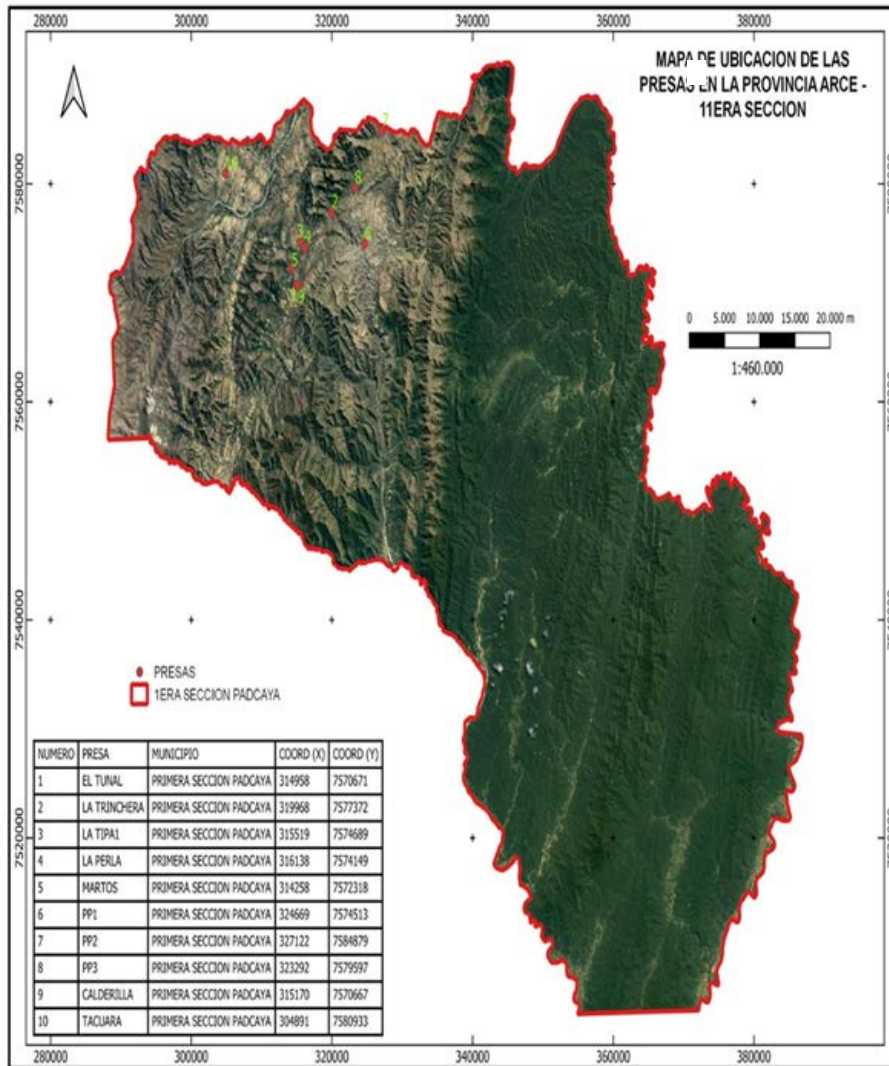 280000 300000 320000 340000 360000 380000
MAPA DE UBICACION DE LAS
PRESAS EN LA PROVINCIA ARCE -
11ERA SECCION
7580000
7560000
7540000
7520000
7
8
2
5
0 5.000 10.000 15.000 20.000 m
1:460.000
PRESAS
1ERA SECCION PADCAYA
NUMERO PRESA MUNICIPIO COORD (X) COORD (Y)
1 EL TUNAL PRIMERA SECCION PADCAYA 314958 7570671
2 LA TRINCHERA PRIMERA SECCION PADCAYA 319968 7577372
3 LA TIPA1 PRIMERA SECCION PADCAYA 315519 7574689
4 LA PERLA PRIMERA SECCION PADCAYA 316138 7574149
5 MARTOS PRIMERA SECCION PADCAYA 314258 7572318
6 PP1 PRIMERA SECCION PADCAYA 324669 7574513
7 PP2 PRIMERA SECCION PADCAYA 327122 7584879
8 PP3 PRIMERA SECCION PADCAYA 323292 7579597
9 CALDERILLA PRIMERA SECCION PADCAYA 315170 7570667
10 TACUARA PRIMERA SECCION PADCAYA 304891 7580933
280000 300000 320000 340000 360000 380000